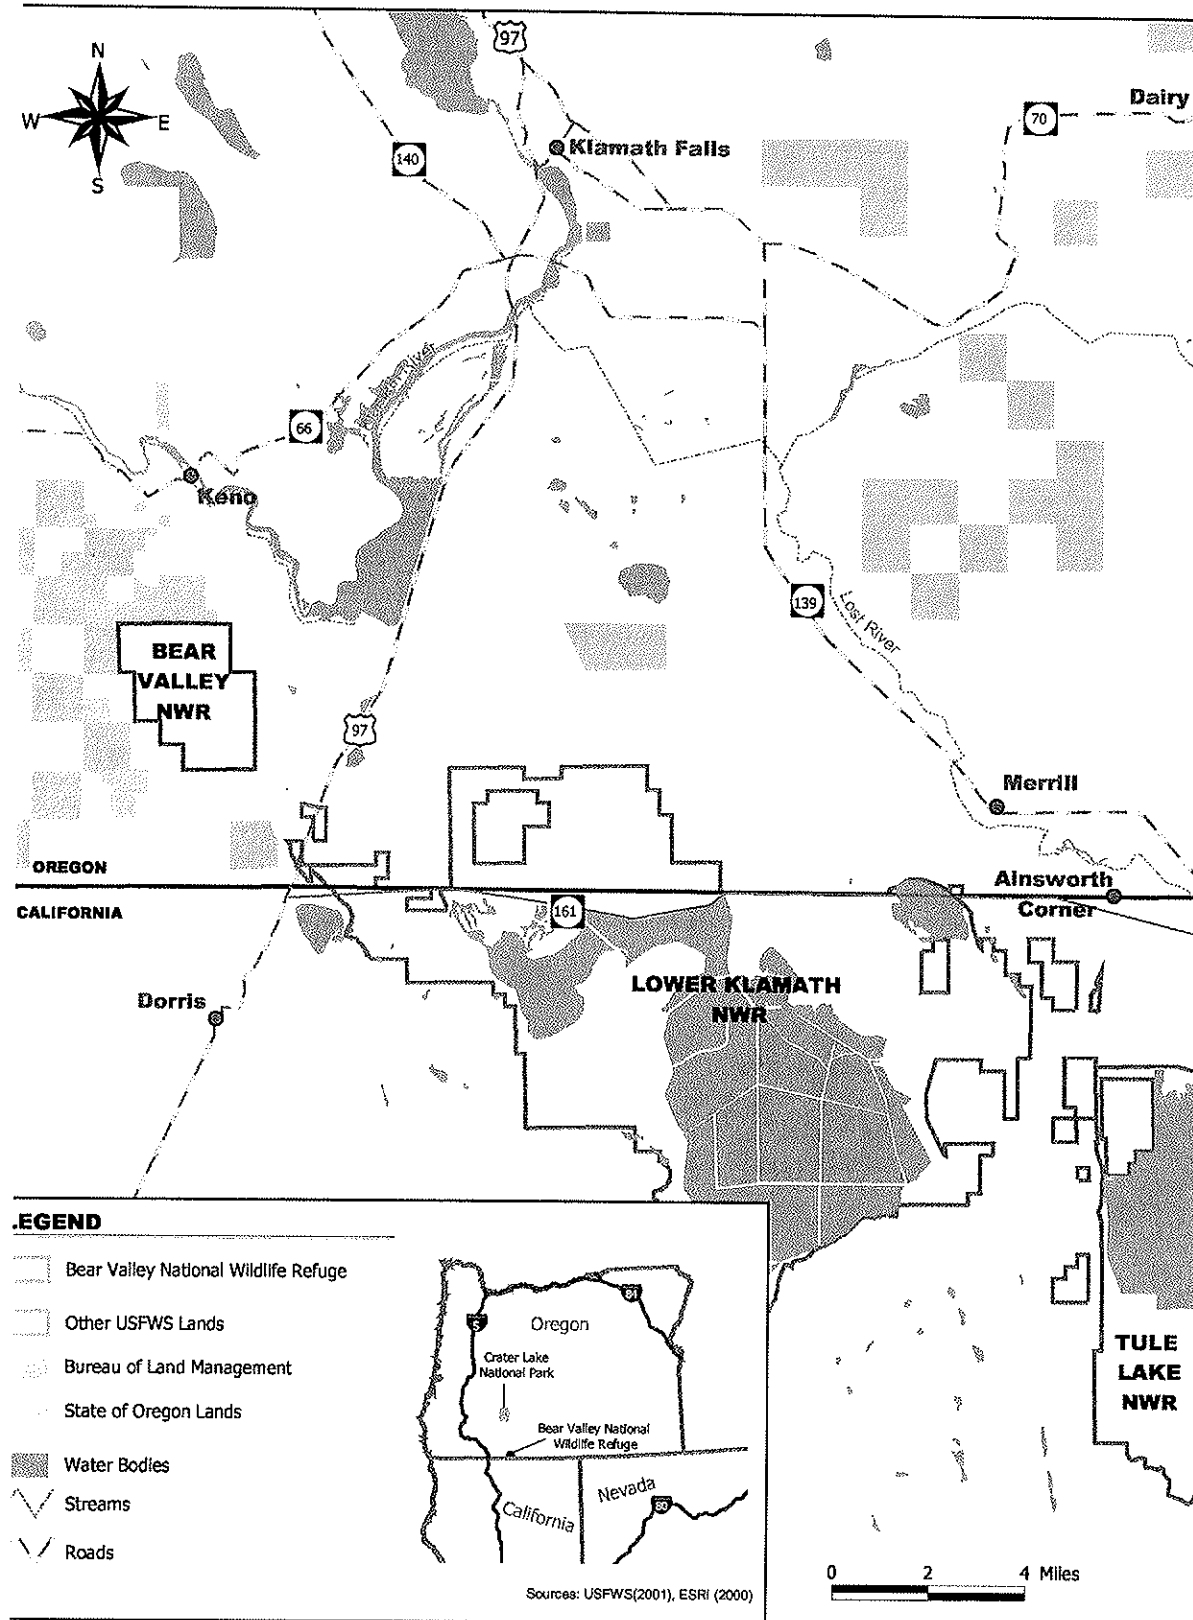 97
N
W
E
S
Dairy
70
Klamath Falls
140
River
66
Keno
139
Lost River
BEAR
VALLEY
NWR
97
Merrill
OREGON
Ainsworth
Corner
CALIFORNIA
161
LOWER KLAMATH
NWR
Dorris
TULE
LAKE
NWR
.EGEND
Bear Valley National Wildlife Refuge
Other USFWS Lands
Bureau of Land Management
State of Oregon Lands
Water Bodies
Streams
Roads
84
5
Oregon
Crater Lake
National Park
Bear Valley National
Wildlife Refuge
Nevada
80
California
Sources: USFWS(2001), ESRI (2000)
0 2 4 Miles